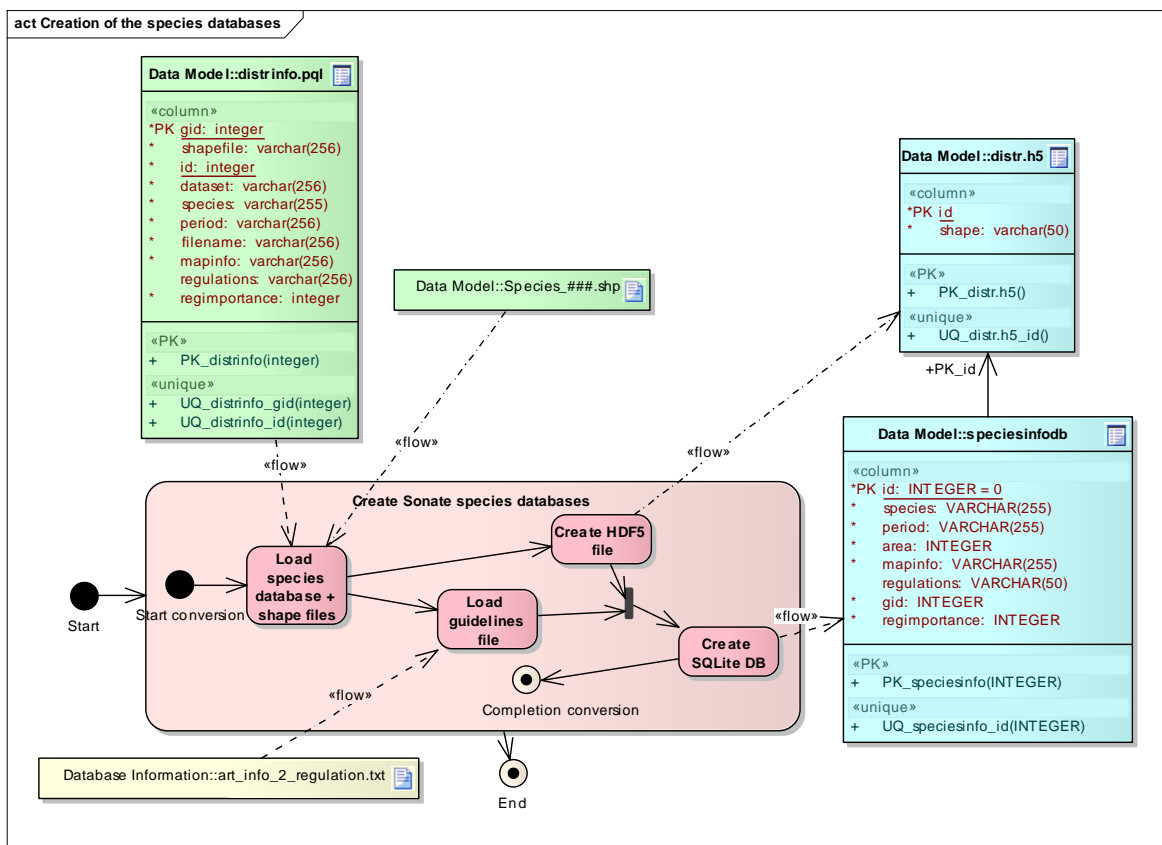 act Creation of the species databases
Data Model::distrinfo.pql
«column»
*PK gid: integer
* shapefile: varchar(256)
* id: integer
* dataset: varchar(256)
* species: varchar(255)
* period: varchar(256)
* filename: varchar(256)
* mapinfo: varchar(256)
regulations: varchar(256)
* regimportance: integer
«PK»
+ PK_distrinfo(integer)
«unique»
+ UQ_distrinfo_gid(integer)
+ UQ_distrinfo_id(integer)
Data Model::Species_###.shp
Data Model::distr.h5
«column»
*PK id
* shape: varchar(50)
«PK»
+ PK_distr.h5()
«unique»
+ UQ_distr.h5_id()
+PK_id
Data Model::speciesinfodb
«column»
*PK id: INTEGER = 0
* species: VARCHAR(255)
* period: VARCHAR(255)
* area: INTEGER
* mapinfo: VARCHAR(255)
regulations: VARCHAR(50)
* gid: INTEGER
* regimportance: INTEGER
«PK»
+ PK_speciesinfo(INTEGER)
«unique»
+ UQ_speciesinfo_id(INTEGER)
«flow»
«flow»
«flow»
Create Sonate species databases
Start
Start conversion
Load
species
database +
shape files
Create HDF5
file
Load
guidelines
file
Create
SQLite DB
«flow»
Completion conversion
«flow»
Database Information::art_info_2_regulation.txt
End